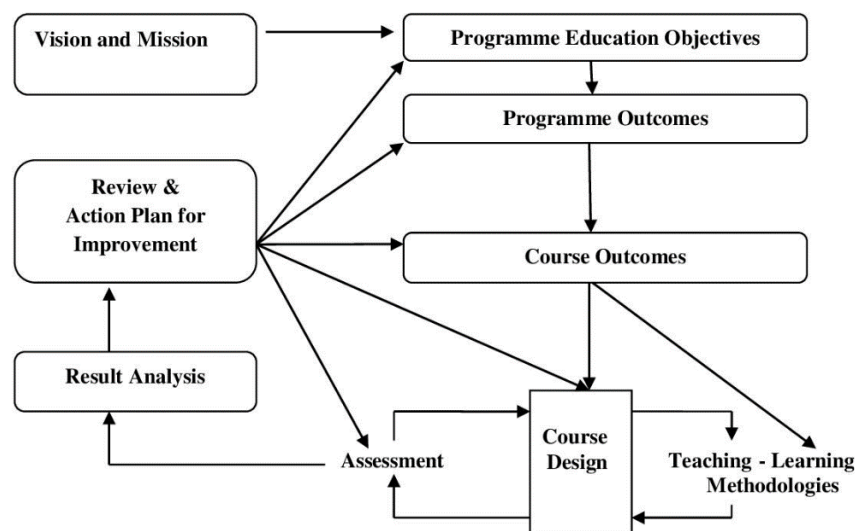 Vision and Mission
Programme Education Objectives
Programme Outcomes
Review &
Action Plan for
Improvement
Course Outcomes
Result Analysis
Assessment
Course
Design
Teaching - Learning
Methodologies